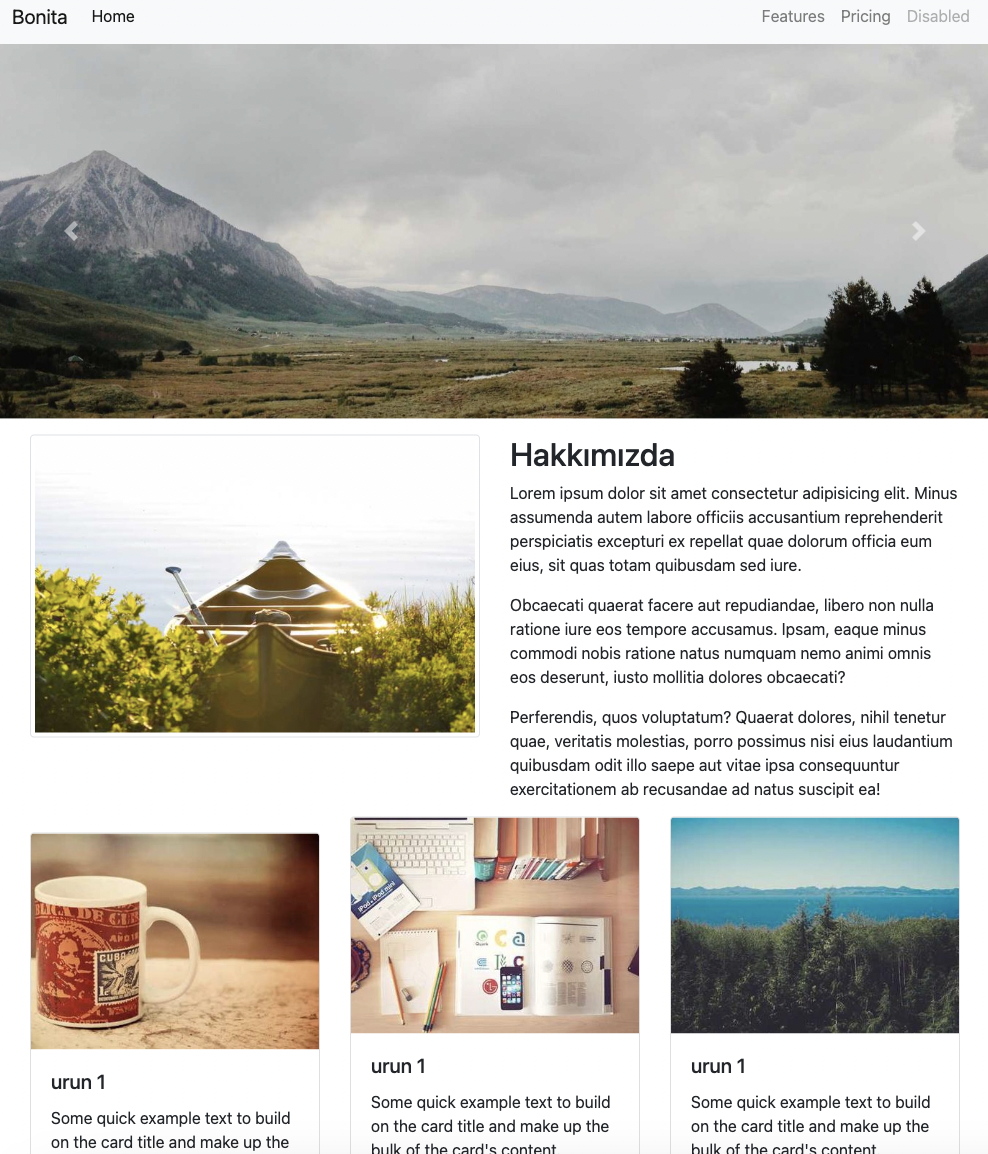 Bonita Home Features Pricing Disabled
Hakkımızda
Lorem ipsum dolor sit amet consectetur adipisicing elit. Minus
assumenda autem labore officiis accusantium reprehenderit
perspiciatis excepturi ex repellat quae dolorum officia eum
eius, sit quas totam quibusdam sed iure.
Obcaecati quaerat facere aut repudiandae, libero non nulla
ratione iure eos tempore accusamus. Ipsam, eaque minus
commodi nobis ratione natus numquam nemo animi omnis
eos deserunt, iusto mollitia dolores obcaecati?
Perferendis, quos voluptatum? Quaerat dolores, nihil tenetur
quae, veritatis molestias, porro possimus nisi eius laudantium
quibusdam odit illo saepe aut vitae ipsa consequuntur
exercitationem ab recusandae ad natus suscipit ea!
CUBA
iPod + iPod mini
urun 1
Some quick example text to build
on the card title and make up the
urun 1
Some quick example text to build
on the card title and make up the
bulk of the card's content.
urun 1
Some quick example text to build
on the card title and make up the
bulk of the card's content.